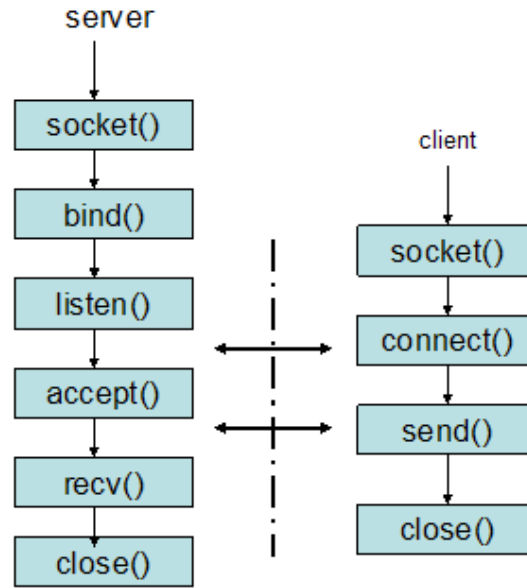 server
socket()
bind()
listen()
accept()
recv()
close()
client
socket()
connect()
send()
close()